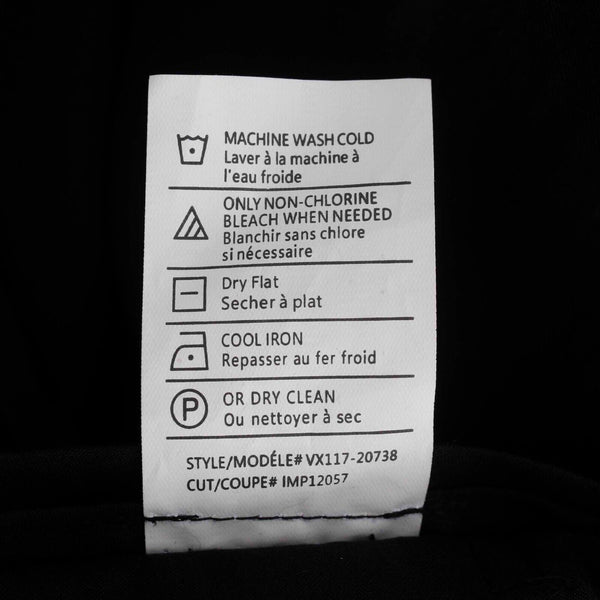 MACHINE WASH COLD
Laver à la machine à
l'eau froide
ONLY NON-CHLORINE
BLEACH WHEN NEEDED
Blanchir sans chlore
si nécessaire
Dry Flat
Secher à plat
COOL IRON
Repasser au fer froid
P
OR DRY CLEAN
Ou nettoyer à sec
STYLE/MODÉLE# VX117-20738
CUT/COUPE# IMP12057